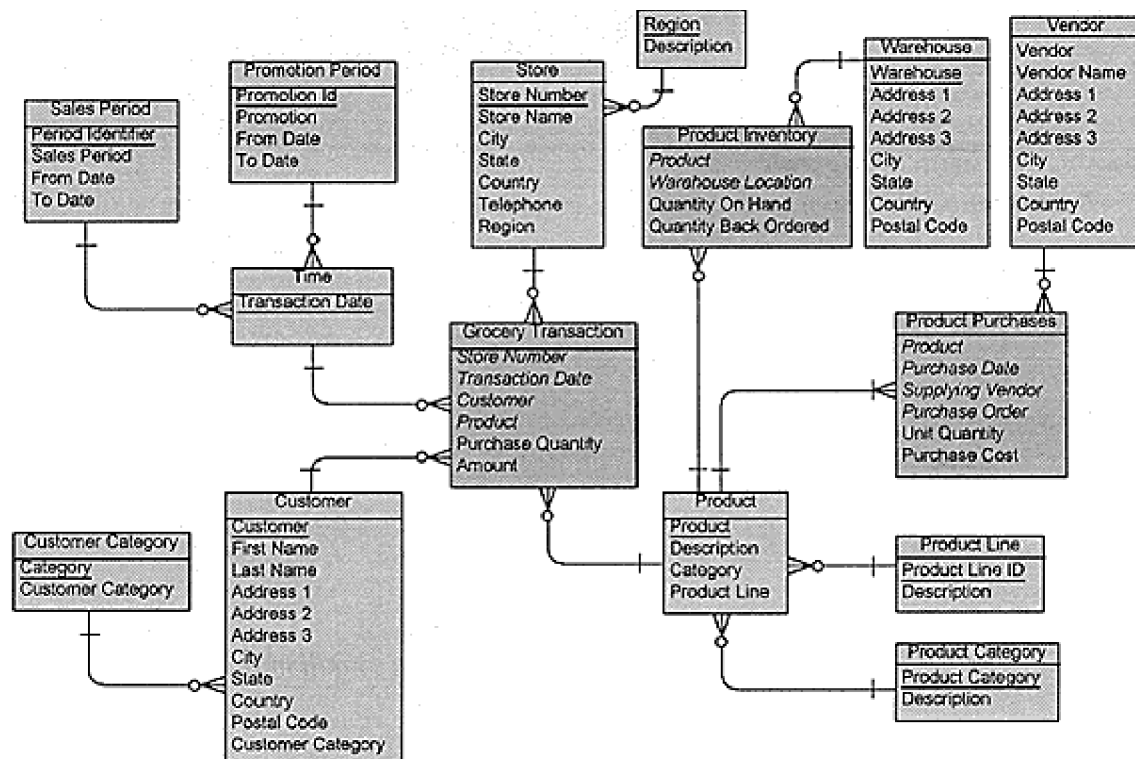 Sales Period
Period Identifier
Sales Period
From Date
To Date
Promotion Period
Promotion Id
Promotion
From Date
To Date
Time
Transaction Date
Store
Store Number
Store Name
City
State
Country
Telephone
Region
Region
Description
Product Inventory
Product
Warehouse Location
Quantity On Hand
Quantity Back Ordered
Warehouse
Warehouse
Address 1
Address 2
Address 3
City
State
Country
Postal Code
Vendor
Vendor
Vendor Name
Address 1
Address 2
Address 3
City
State
Country
Postal Code
Grocery Transaction
Store Number
Transaction Date
Customer
Product
Purchase Quantity
Amount
Product Purchases
Product
Purchase Date
Supplying Vendor
Purchase Order
Unit Quantity
Purchase Cost
Customer Category
Category
Customer Category
Customer
Customer
First Name
Last Name
Address 1
Address 2
Address 3
City
State
Country
Postal Code
Customer Category
Product
Product
Description
Category
Product Line
Product Line
Product Line ID
Description
Product Category
Product Category
Description